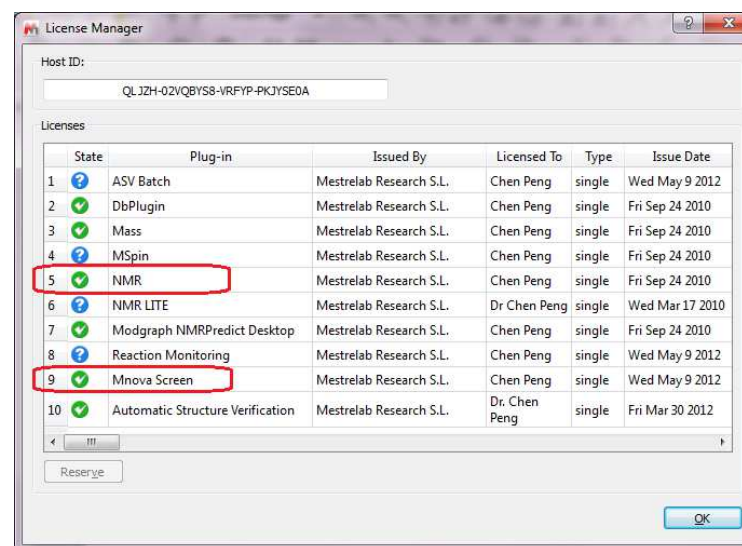 License Manager
Host ID:
QLJZH-02VQBYS8-VRFYP-PKJYSE0A
Licenses
State Plug-in Issued By Licensed To Type Issue Date
1 ASV Batch Mestrelab Research S.L. Chen Peng single Wed May 9 2012
2 DbPlugin Mestrelab Research S.L. Chen Peng single Fri Sep 24 2010
3 Mass Mestrelab Research S.L. Chen Peng single Fri Sep 24 2010
4 MSpin Mestrelab Research S.L. Chen Peng single Fri Sep 24 2010
5 NMR Mestrelab Research S.L. Chen Peng single Fri Sep 24 2010
6 NMR LITE Mestrelab Research S.L. Dr Chen Peng single Wed Mar 17 2010
7 Modgraph NMRPredict Desktop Mestrelab Research S.L. Chen Peng single Fri Sep 24 2010
8 Reaction Monitoring Mestrelab Research S.L. Chen Peng single Wed May 9 2012
9 Mnova Screen Mestrelab Research S.L. Chen Peng single Wed May 9 2012
10 Automatic Structure Verification Mestrelab Research S.L. Dr. Chen Peng single Fri Mar 30 2012
Reserve
OK